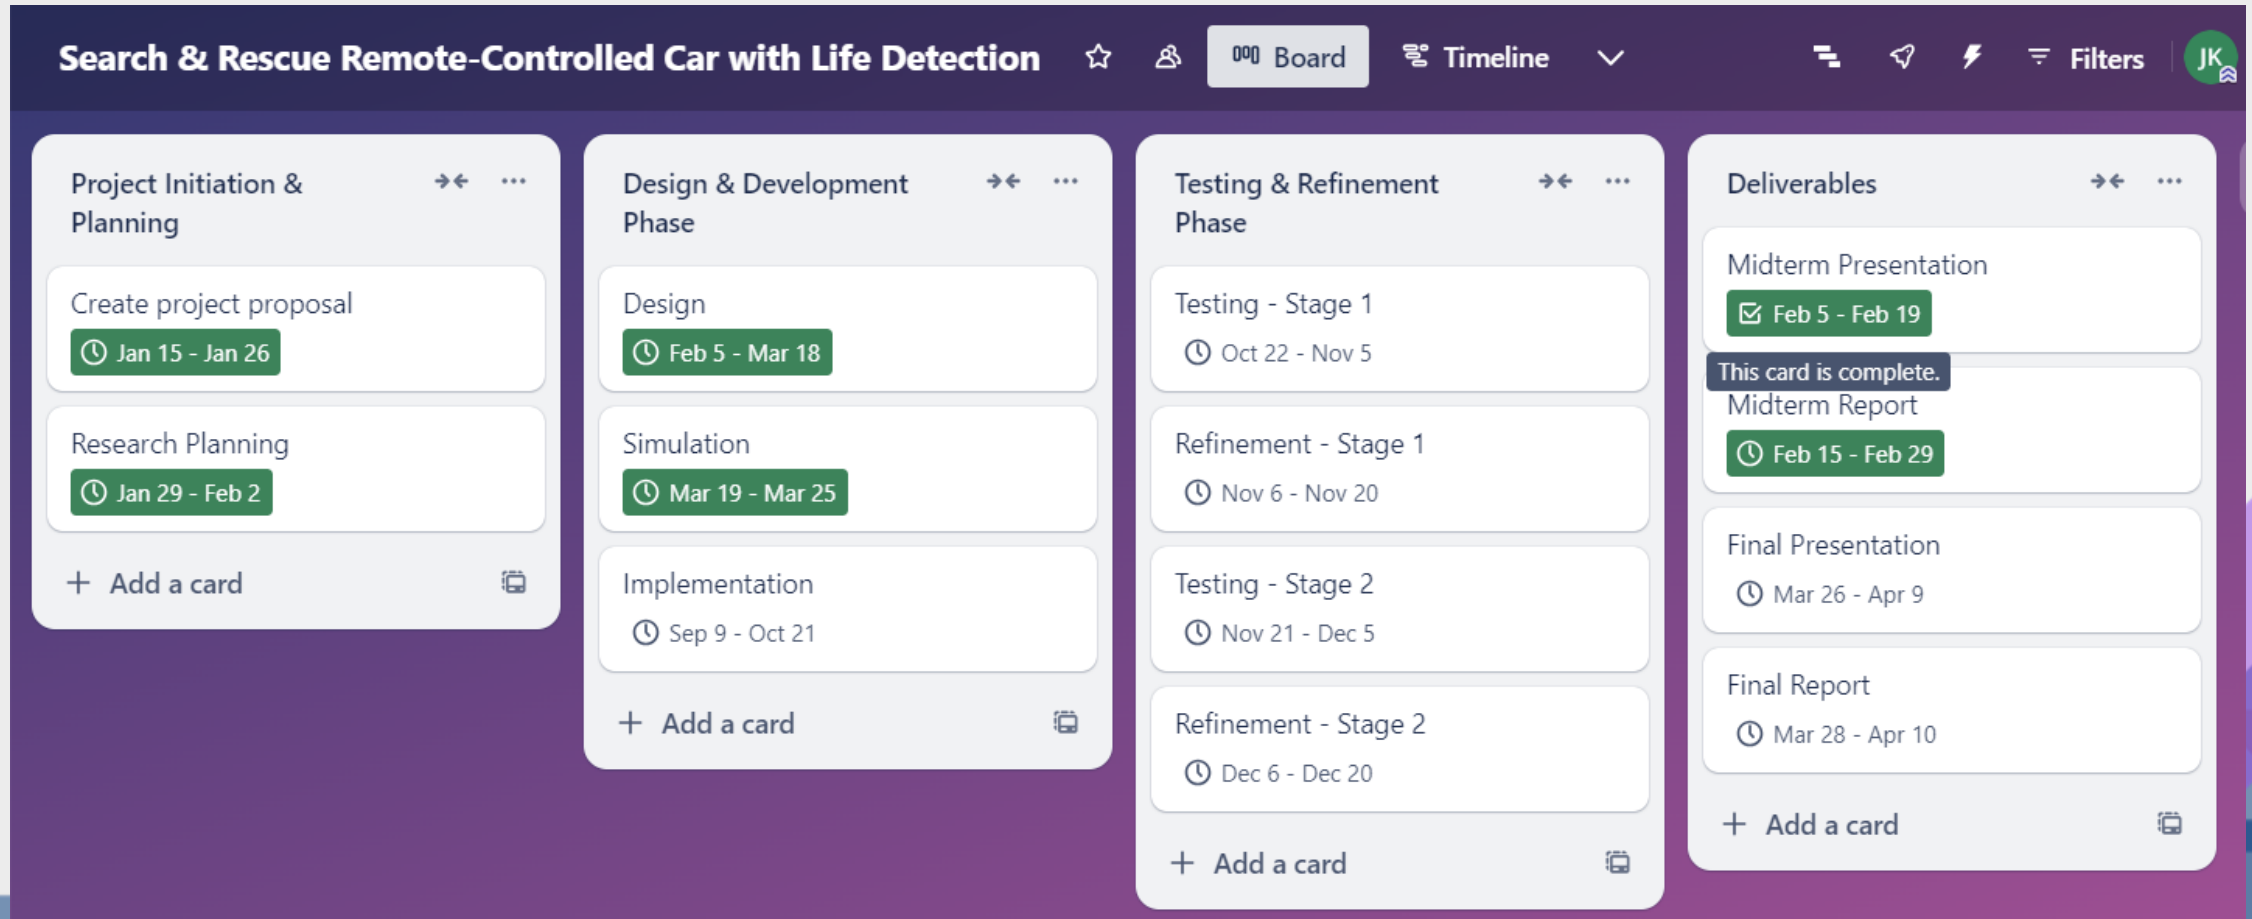 Search & Rescue Remote-Controlled Car with Life Detection
Board
Timeline
Filters
JK
Project Initiation &
Planning
Create project proposal
Jan 15 - Jan 26
Research Planning
Jan 29 - Feb 2
+ Add a card
Design & Development
Phase
Design
Feb 5 - Mar 18
Simulation
Mar 19 - Mar 25
Implementation
Sep 9 - Oct 21
+ Add a card
Testing & Refinement
Phase
Testing - Stage 1
Oct 22 - Nov 5
Refinement - Stage 1
Nov 6 - Nov 20
Testing - Stage 2
Nov 21 - Dec 5
Refinement - Stage 2
Dec 6 - Dec 20
+ Add a card
Deliverables
Midterm Presentation
Feb 5 - Feb 19
This card is complete.
Midterm Report
Feb 15 - Feb 29
Final Presentation
Mar 26 - Apr 9
Final Report
Mar 28 - Apr 10
+ Add a card